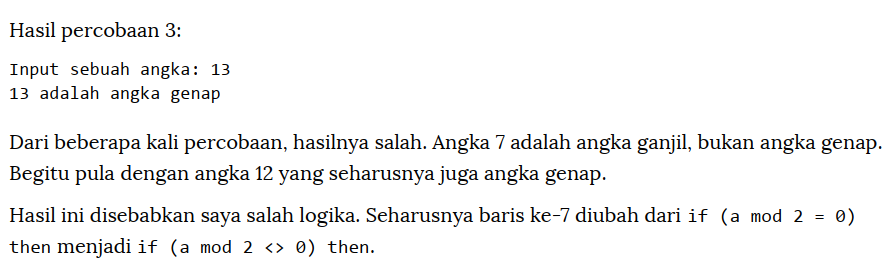 Hasil percobaan 3:
Input sebuah angka: 13
13 adalah angka genap
Dari beberapa kali percobaan, hasilnya salah. Angka 7 adalah angka ganjil, bukan angka genap.
Begitu pula dengan angka 12 yang seharusnya juga angka genap.
Hasil ini disebabkan saya salah logika. Seharusnya baris ke-7 diubah dari if (a mod 2 = 0)
then menjadi if (a mod 2 <> 0) then.